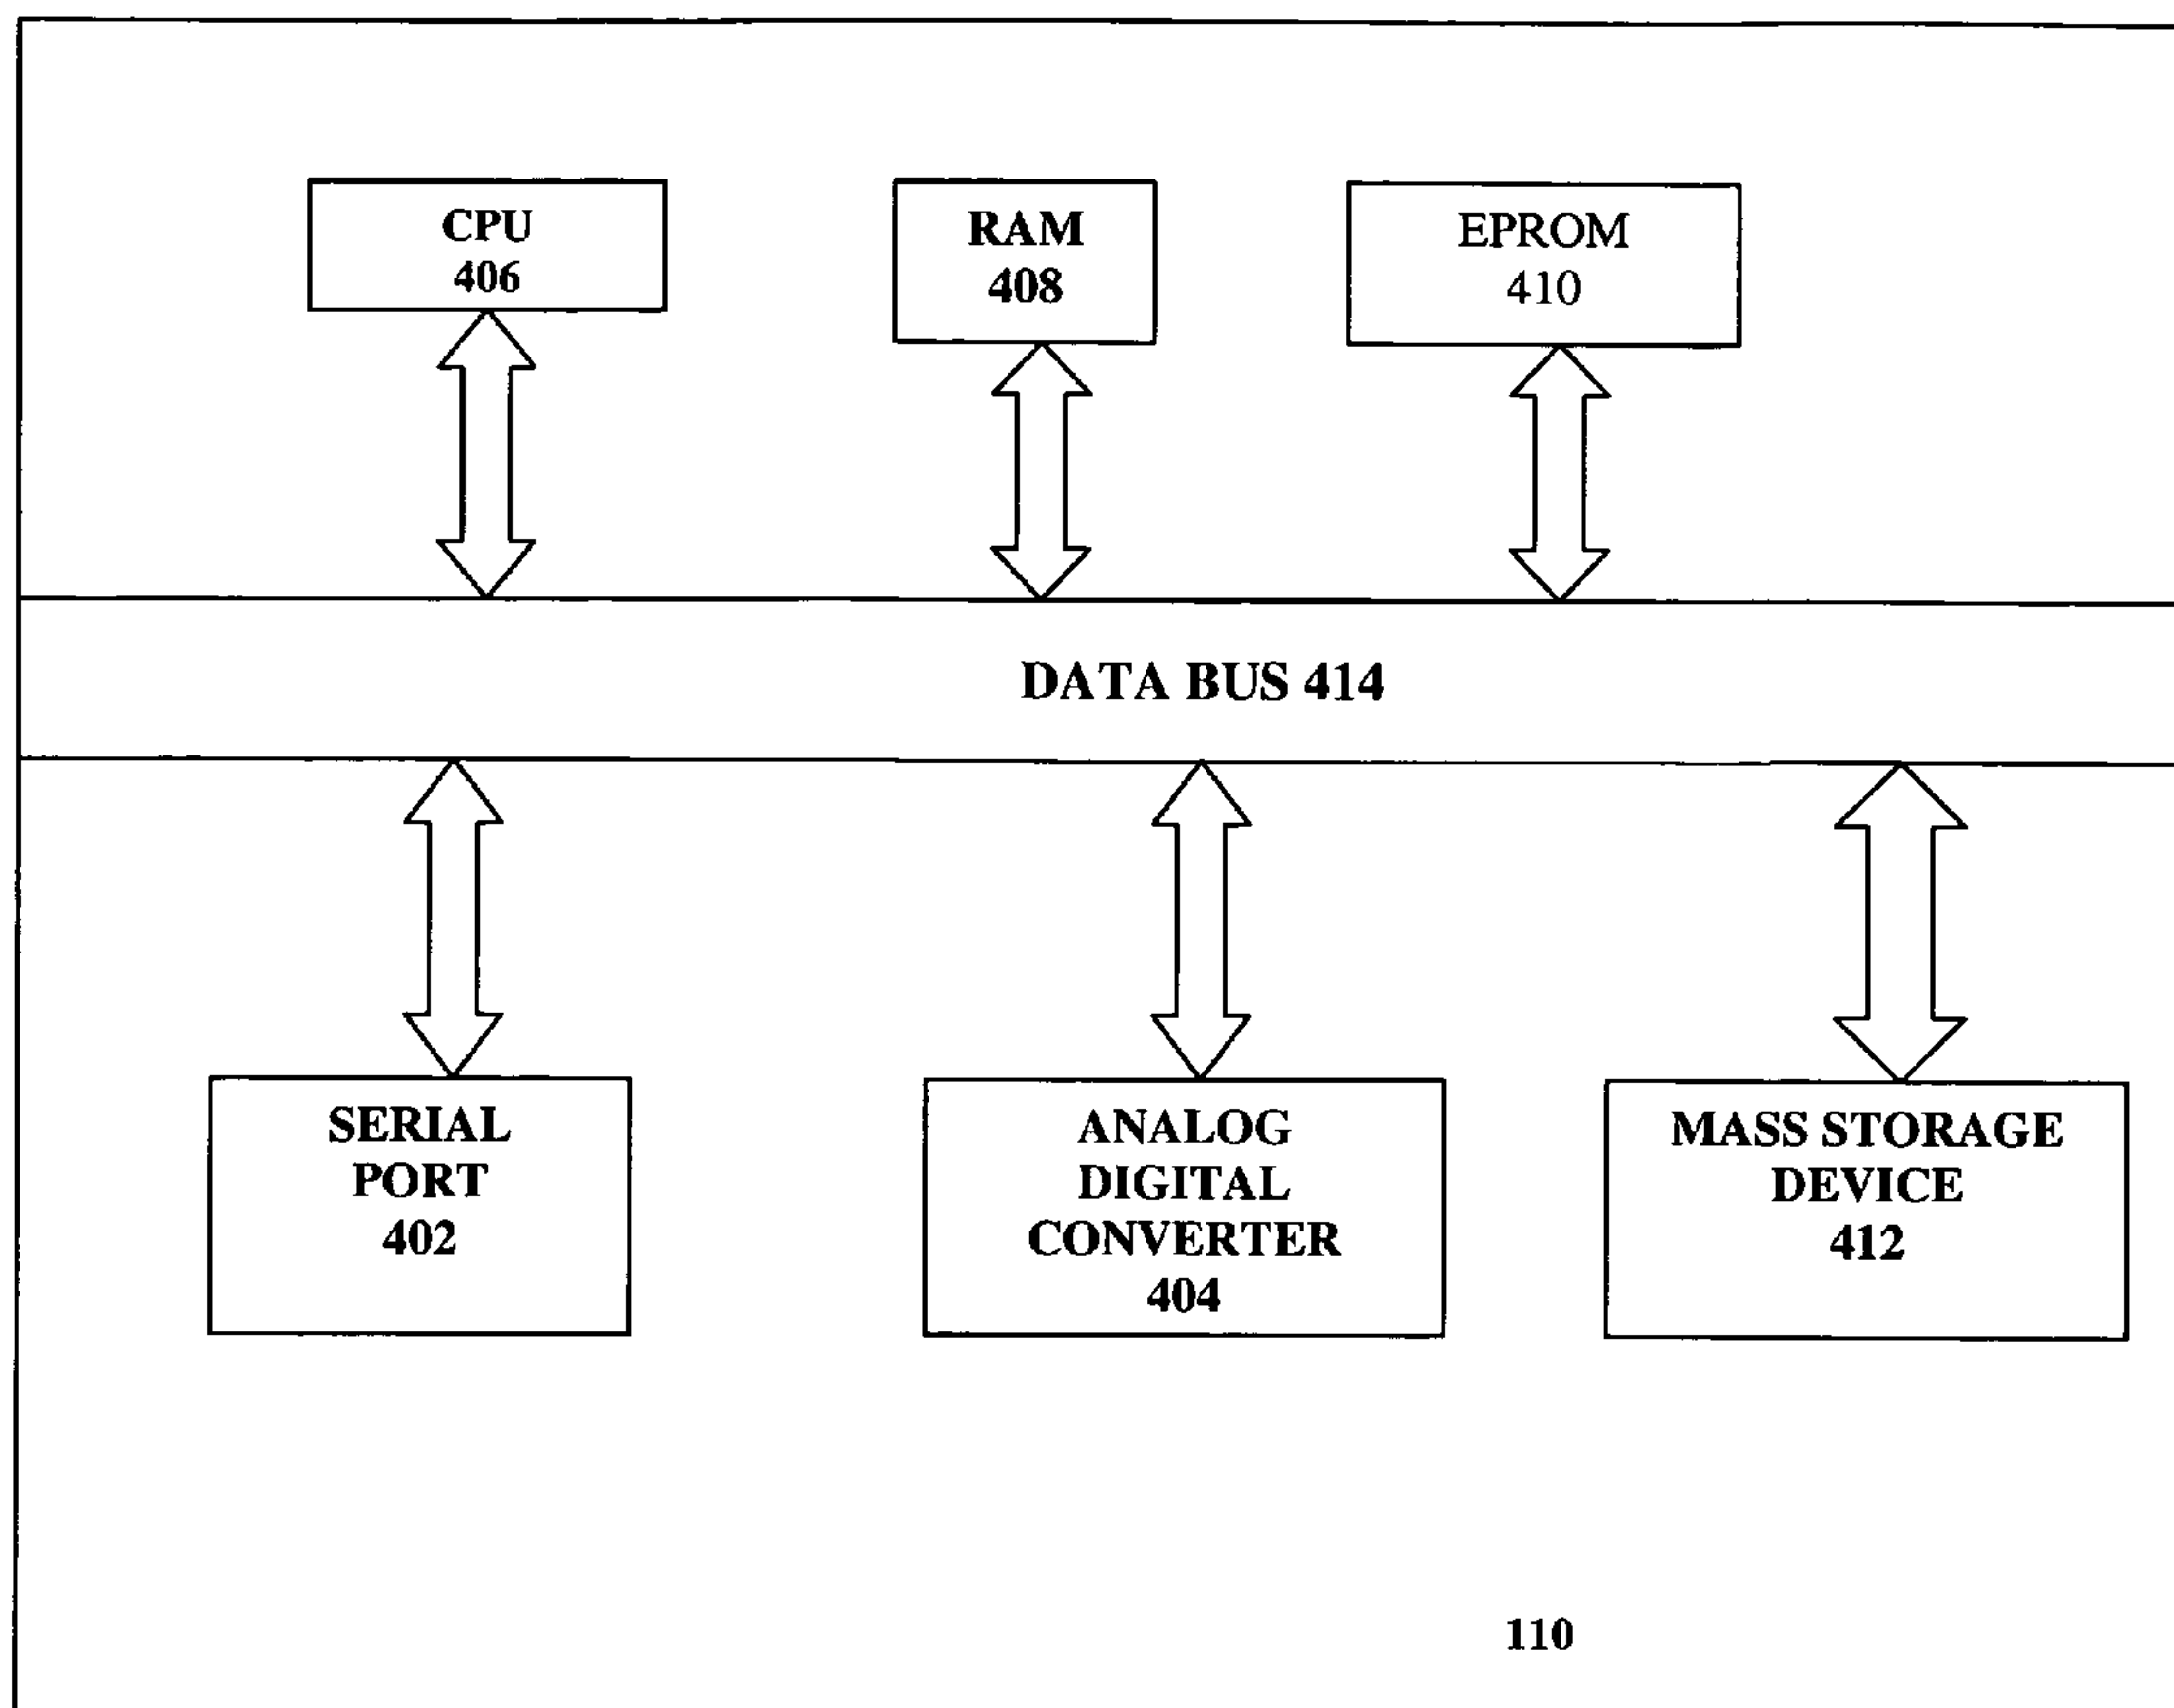 CPU
406
RAM
408
EPROM
410
DATA BUS 414
SERIAL
PORT
402
ANALOG
DIGITAL
CONVERTER
404
MASS STORAGE
DEVICE
412
110